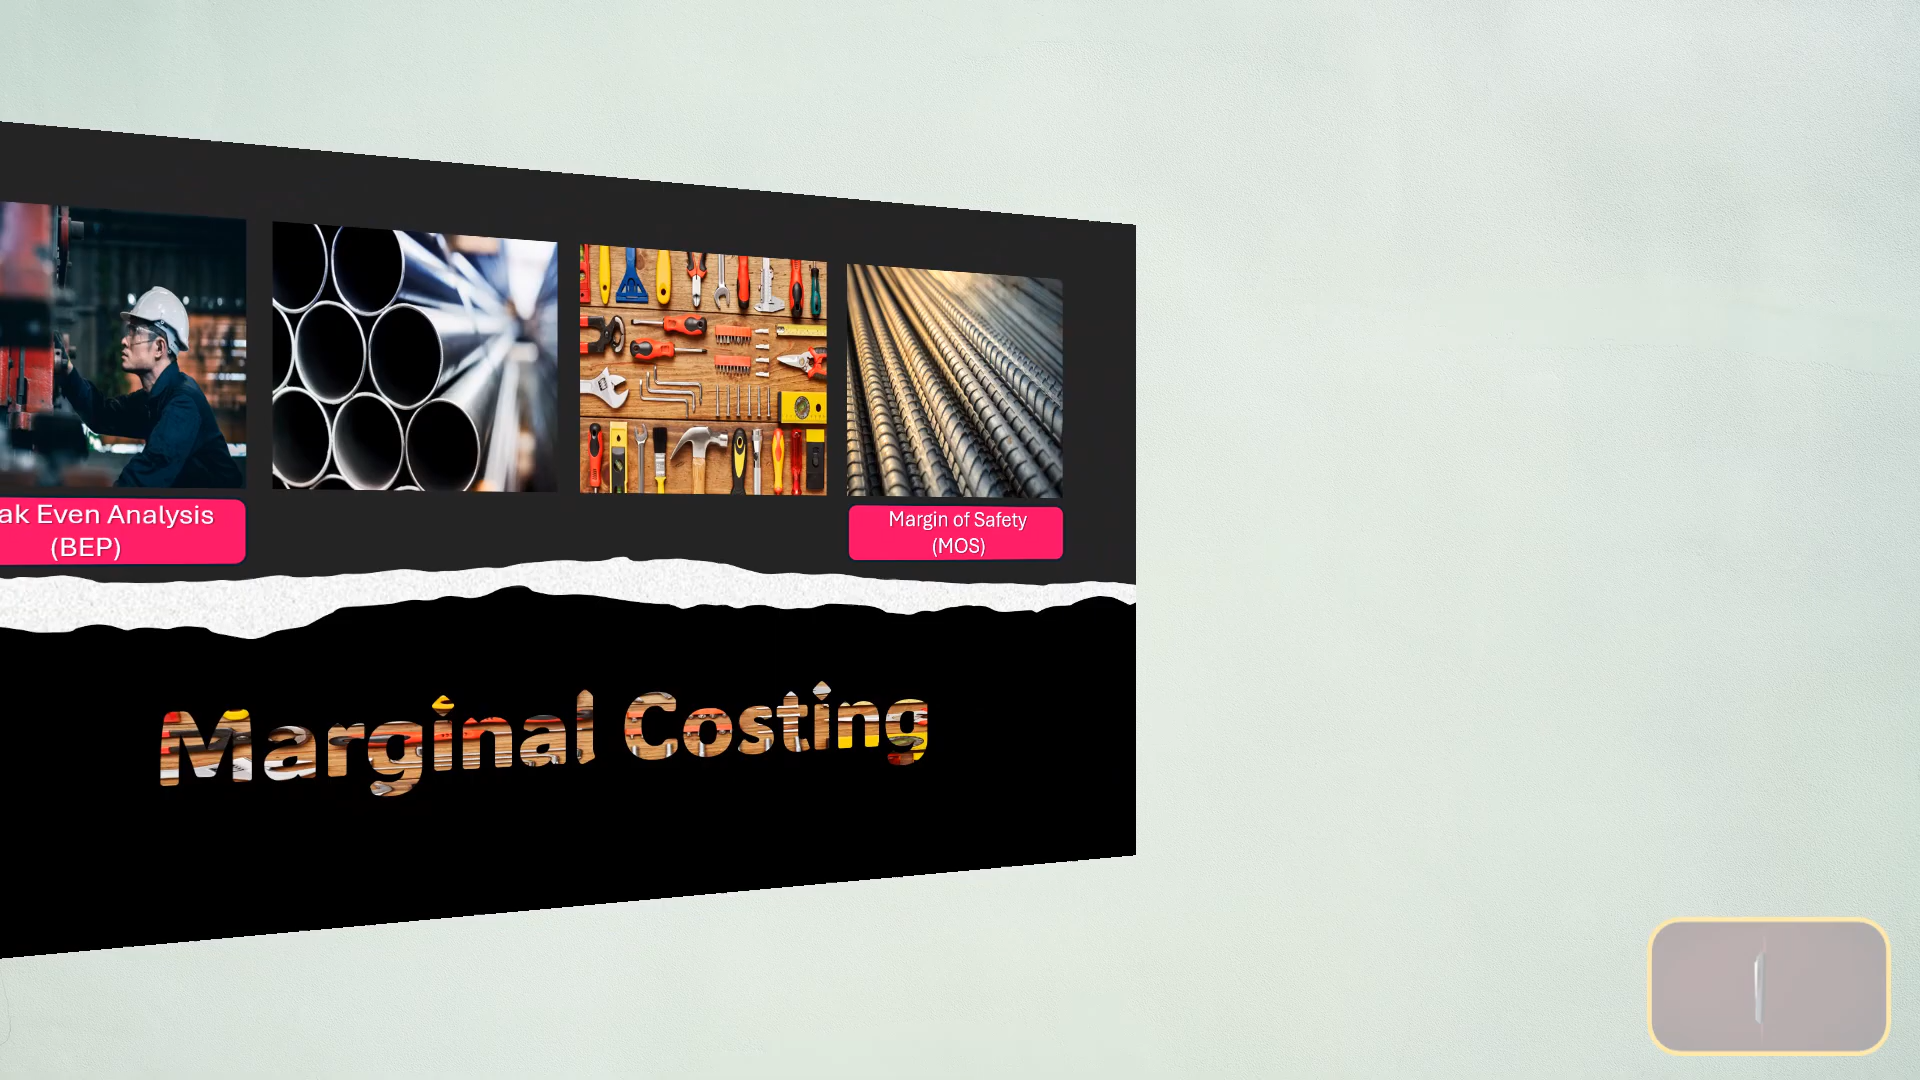 ak Even Analysis
(BEP)
Margin of Safety
(MOS)
Marginal Costing